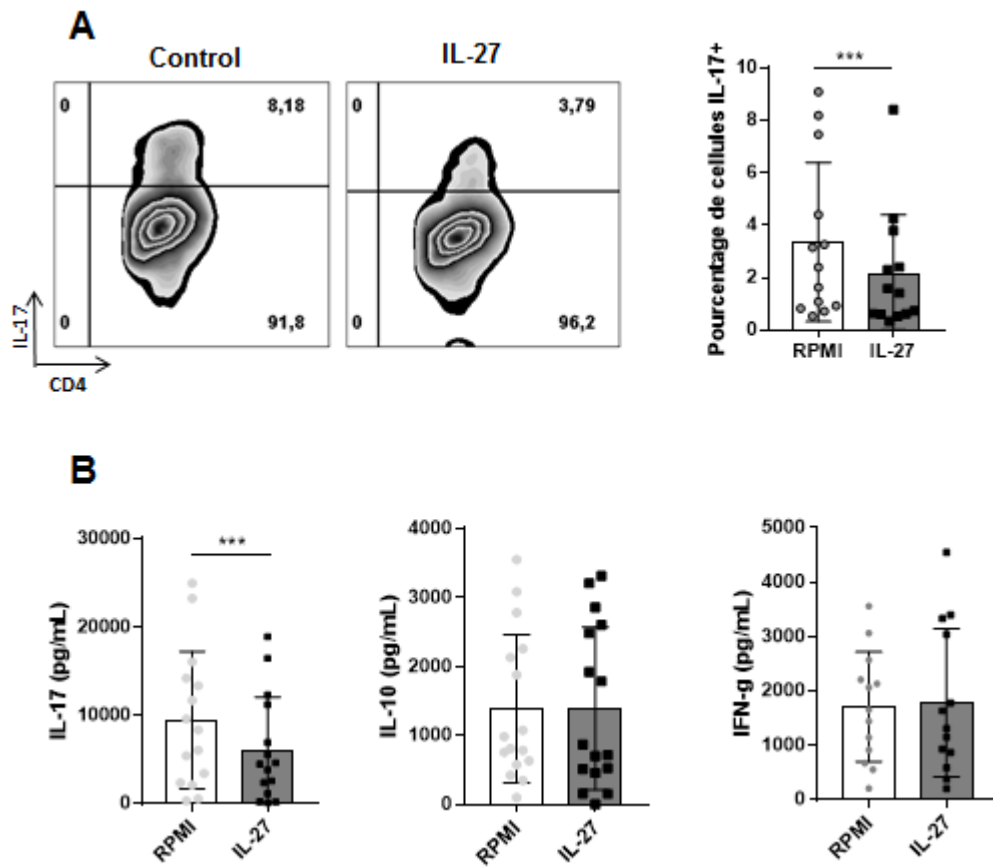 A
Control
IL-27
0
8,18
0
91,8
0
3,79
0
96,2
IL-17
CD4
Pourcentage de cellules IL-17+
10
8
6
4
2
0
***
RPMI
IL-27
B
IL-17 (pg/mL)
30000
20000
10000
0
***
RPMI
IL-27
IL-10 (pg/mL)
4000
3000
2000
1000
0
RPMI
IL-27
IFN-g (pg/mL)
5000
4000
3000
2000
1000
0
RPMI
IL-27